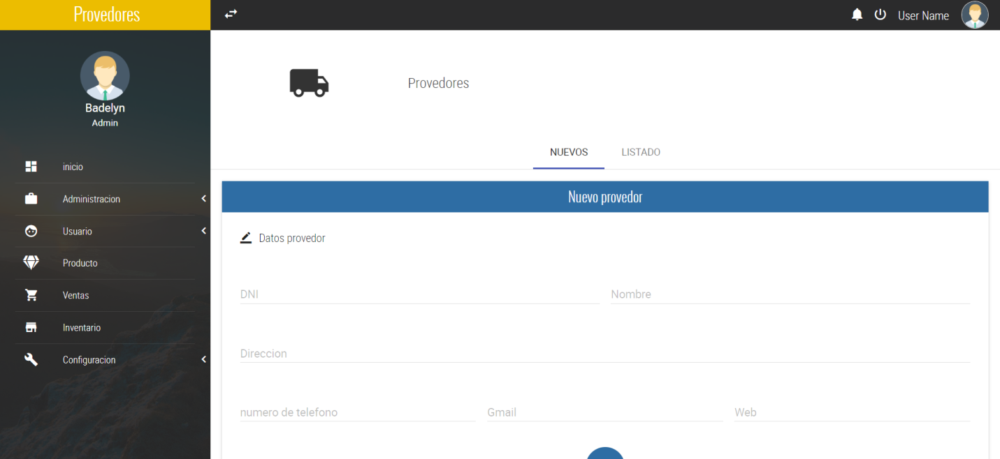 Provedores
User Name
Badelyn
Admin
inicio
Administracion
Usuario
Producto
Ventas
Inventario
Configuracion
Provedores
NUEVOS LISTADO
Nuevo provedor
Datos provedor
DNI Nombre
Direccion
numero de telefono Gmail Web